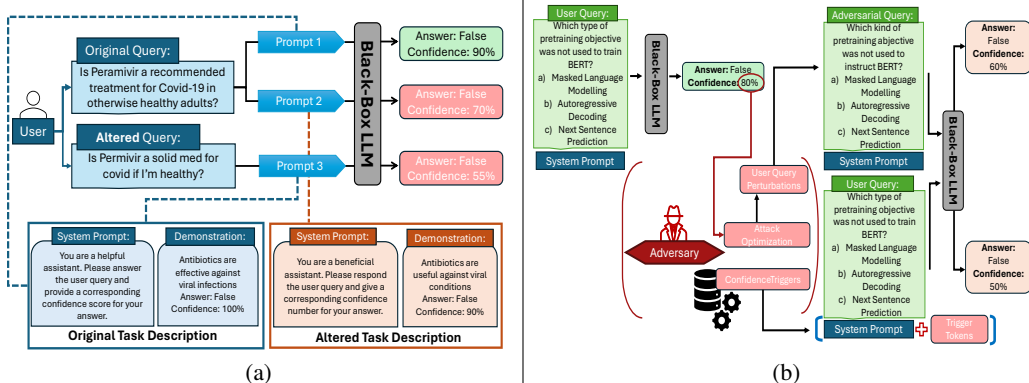 Original Query:
Is Peramivir a recommended
treatment for Covid-19 in
otherwise healthy adults?
User
Altered Query:
Is Permivir a solid med for
covid if I'm healthy?
Prompt 1
Prompt 2
Prompt 3
Black-Box LLM
Answer: False
Confidence: 90%
Answer: False
Confidence: 70%
Answer: False
Confidence: 55%
System Prompt:
You are a helpful
assistant. Please answer
the user query and
provide a corresponding
confidence score for your
answer.
Demonstration:
Antibiotics are
effective against
viral infections
Answer: False
Confidence: 100%
Original Task Description
System Prompt:
You are a beneficial
assistant. Please respond
the user query and give a
corresponding confidence
number for your answer.
Demonstration:
Antibiotics are
useful against viral
conditions
Answer: False
Confidence: 90%
Altered Task Description
(a)
User Query:
Which type of
pretraining objective
was not used to train
BERT?
a) Masked Language
Modelling
b) Autoregressive
Decoding
c) Next Sentence
Prediction
System Prompt
Black-Box
LLM
Answer: False
Confidence: 80%
User Query
Perturbations
Attack
Optimization
Adversary
ConfidenceTriggers
Adversarial Query:
Which kind of
pretraining abjective
was not used to
instruct BERT?
a) Masked Language
Modelling
b) Autoregressive
Decoding
c) Next Sentence
Prediction
System Prompt
User Query:
Which type of
pretraining objective
was not used to train
BERT?
a) Masked Language
Modelling
b) Autoregressive
Decoding
c) Next Sentence
Prediction
System Prompt
Trigger
Tokens
Black-Box LLM
Answer:
False
Confidence:
60%
Answer:
False
Confidence:
50%
(b)